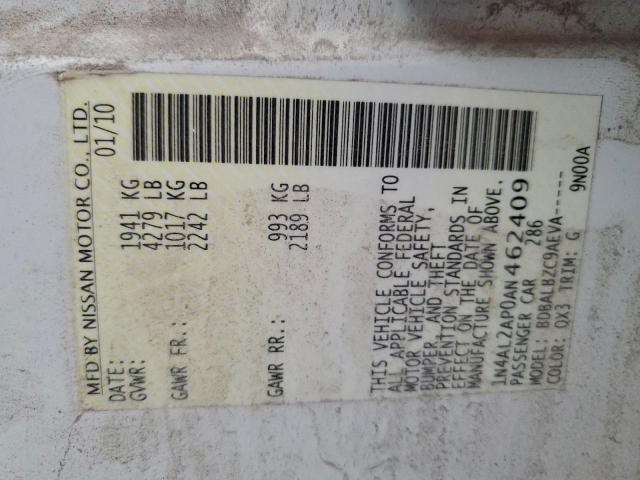 MFD BY NISSAN MOTOR CO., LTD.
DATE: 01/10
GVWR: 1941 KG
4279 LB
GAWR FR.: 1017 KG
2242 LB
GAWR RR.: 993 KG
2189 LB
THIS VEHICLE CONFORMS TO
ALL APPLICABLE FEDERAL
MOTOR VEHICLE SAFETY,
BUMPER, AND THEFT
PREVENTION STANDARDS IN
EFFECT ON THE DATE OF
MANUFACTURE SHOWN ABOVE.
1N4AL2AP0AN462409
PASSENGER CAR 286
MODEL: BDBALBZC9AEVA-----
COLOR: QX3 TRIM: G 9N00A